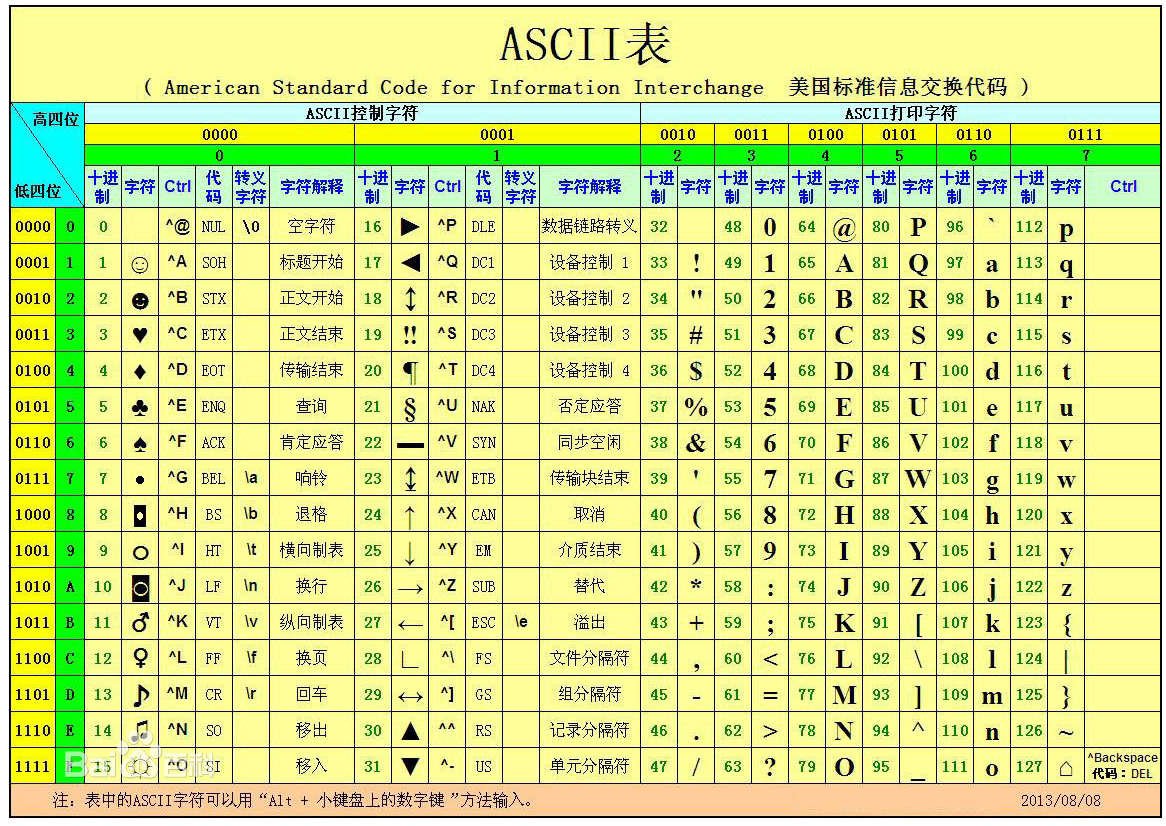 ASCII表
( American Standard Code for Information Interchange 美国标准信息交换代码 )
高四位 ASCII控制字符 ASCII打印字符
0000 0001 0010 0011 0100 0101 0110 0111
0 1 2 3 4 5 6 7
低四位 十进制 字符 Ctrl 代码 转义字符 字符解释 十进制 字符 Ctrl 代码 转义字符 字符解释 十进制 字符 十进制 字符 十进制 字符 十进制 字符 十进制 字符 十进制 字符 Ctrl
0000 0 0 ^@ NUL \0 空字符 16 ► ^P DLE 数据链路转义 32 48 0 64 @ 80 P 96 ` 112 p
0001 1 1 ☺ ^A SOH 标题开始 17 ◄ ^Q DC1 设备控制 1 33 ! 49 1 65 A 81 Q 97 a 113 q
0010 2 2 ☻ ^B STX 正文开始 18 ↕ ^R DC2 设备控制 2 34 " 50 2 66 B 82 R 98 b 114 r
0011 3 3 ♥ ^C ETX 正文结束 19 ‼ ^S DC3 设备控制 3 35 # 51 3 67 C 83 S 99 c 115 s
0100 4 4 ♦ ^D EOT 传输结束 20 ¶ ^T DC4 设备控制 4 36 $ 52 4 68 D 84 T 100 d 116 t
0101 5 5 ♣ ^E ENQ 查询 21 § ^U NAK 否定应答 37 % 53 5 69 E 85 U 101 e 117 u
0110 6 6 ♠ ^F ACK 肯定应答 22 ▬ ^V SYN 同步空闲 38 & 54 6 70 F 86 V 102 f 118 v
0111 7 7 • ^G BEL \a 响铃 23 ↨ ^W ETB 传输块结束 39 ' 55 7 71 G 87 W 103 g 119 w
1000 8 8 ◘ ^H BS \b 退格 24 ↑ ^X CAN 取消 40 ( 56 8 72 H 88 X 104 h 120 x
1001 9 9 ○ ^I HT \t 横向制表 25 ↓ ^Y EM 介质结束 41 ) 57 9 73 I 89 Y 105 i 121 y
1010 A 10 ◙ ^J LF \n 换行 26 → ^Z SUB 替代 42 * 58 : 74 J 90 Z 106 j 122 z
1011 B 11 ♂ ^K VT \v 纵向制表 27 ← ^[ ESC \e 溢出 43 + 59 ; 75 K 91 [ 107 k 123 {
1100 C 12 ♀ ^L FF \f 换页 28 ∟ ^\ FS 文件分隔符 44 , 60 < 76 L 92 \ 108 l 124 |
1101 D 13 ♪ ^M CR \r 回车 29 ↔ ^] GS 组分隔符 45 - 61 = 77 M 93 ] 109 m 125 }
1110 E 14 ♫ ^N SO 移出 30 ▲ ^^ RS 记录分隔符 46 . 62 > 78 N 94 ^ 110 n 126 ~
1111 F 15 ☼ ^O SI 移入 31 ▼ ^- US 单元分隔符 47 / 63 ? 79 O 95 _ 111 o 127 ⌂ ^Backspace 代码：DEL
Bai 百科
注：表中的ASCII字符可以用“Alt + 小键盘上的数字键”方法输入。 2013/08/08